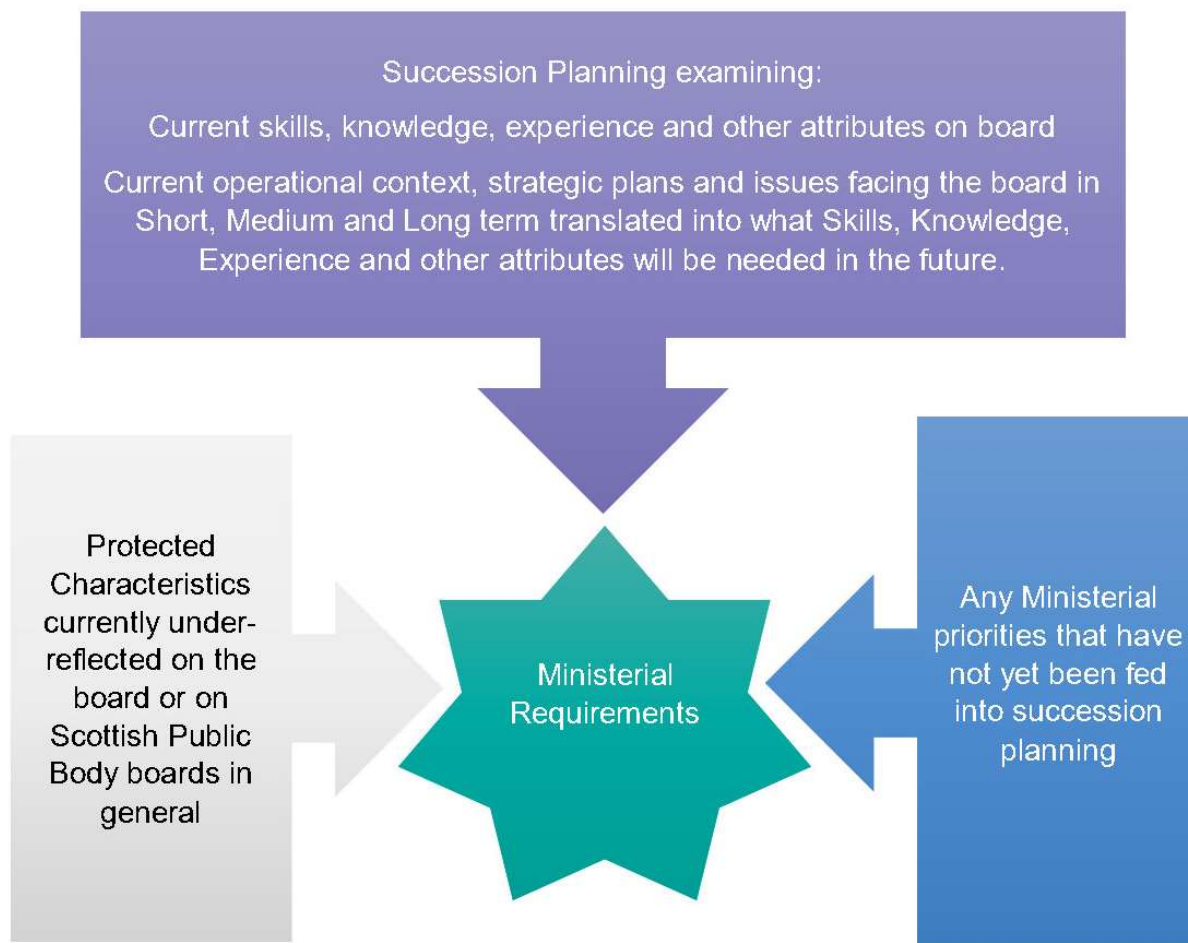 Succession Planning examining:
Current skills, knowledge, experience and other attributes on board
Current operational context, strategic plans and issues facing the board in
Short, Medium and Long term translated into what Skills, Knowledge,
Experience and other attributes will be needed in the future.
Protected
Characteristics
currently under-
reflected on the
board or on
Scottish Public
Body boards in
general
Ministerial
Requirements
Any Ministerial
priorities that have
not yet been fed
into succession
planning